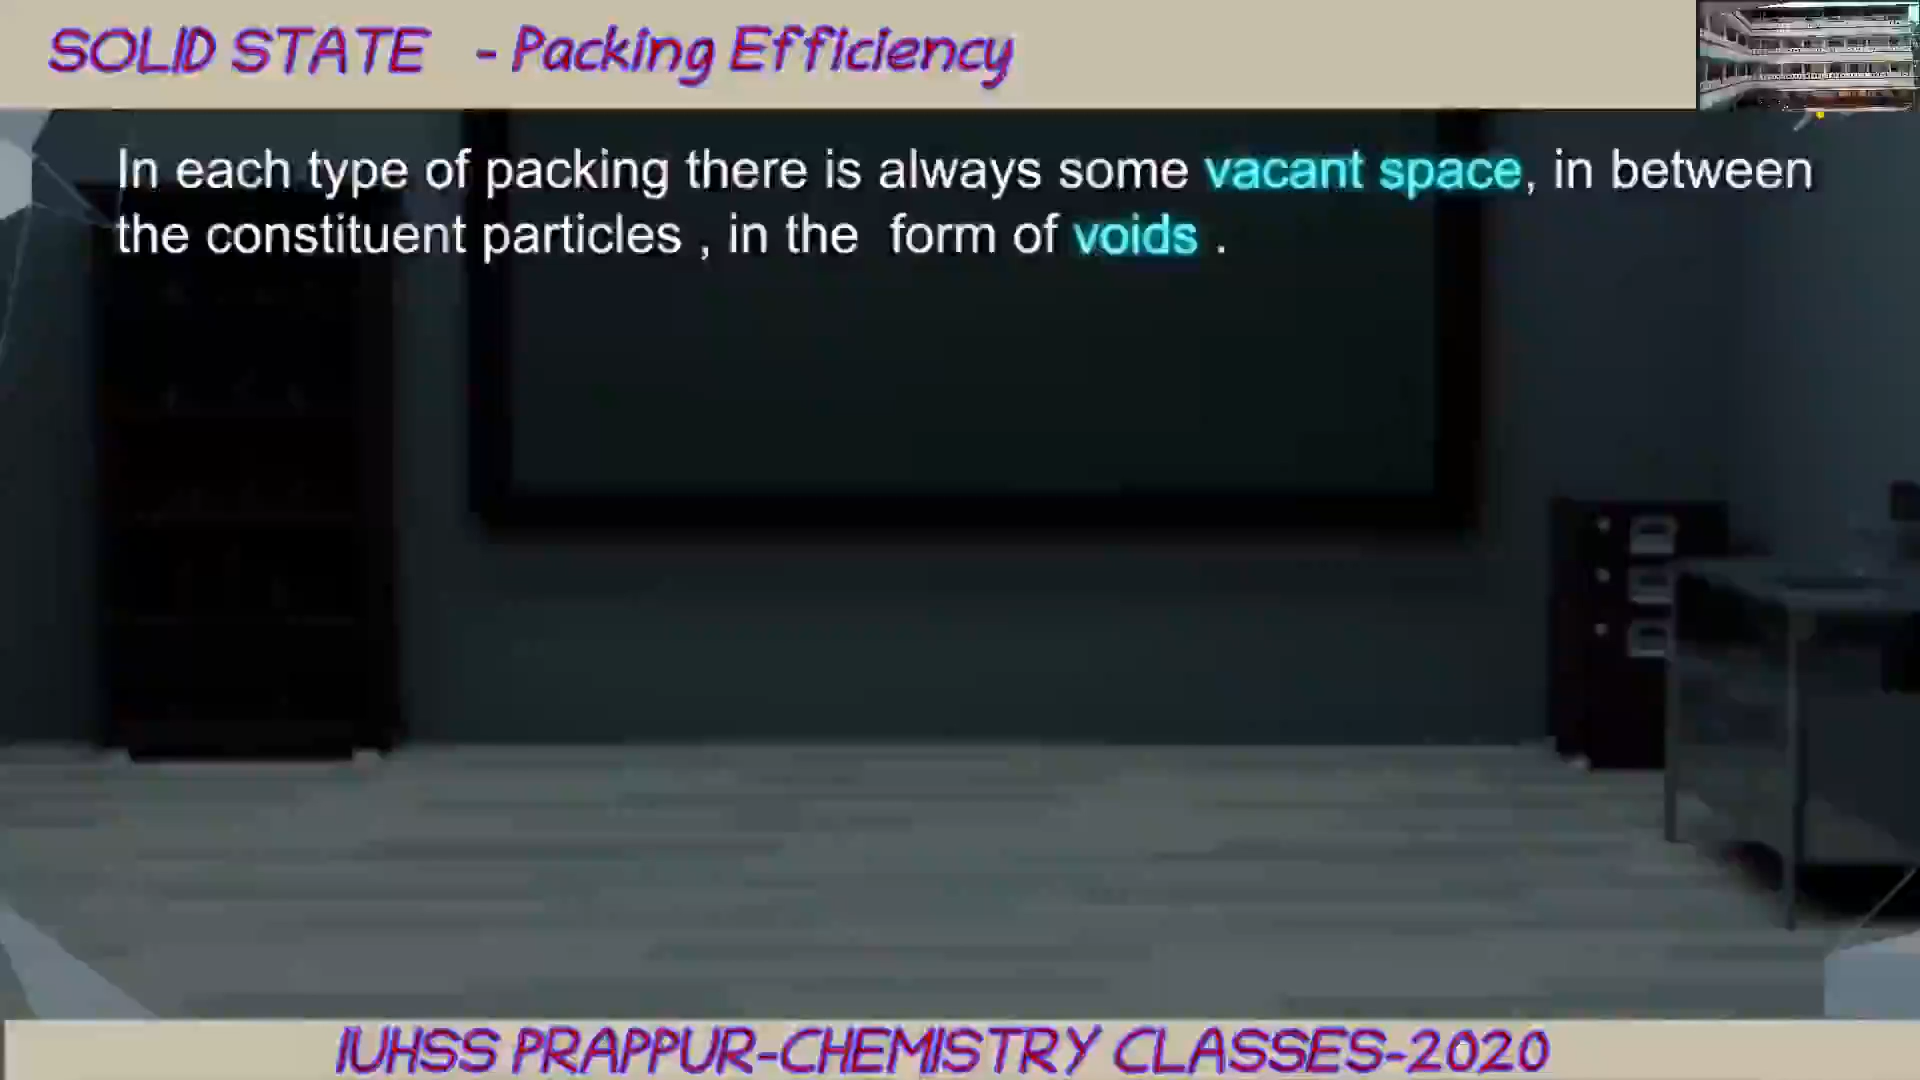 SOLID STATE - Packing Efficiency
In each type of packing there is always some vacant space, in between
the constituent particles , in the form of voids .
IUHSS PRAPPUR-CHEMISTRY CLASSES-2020